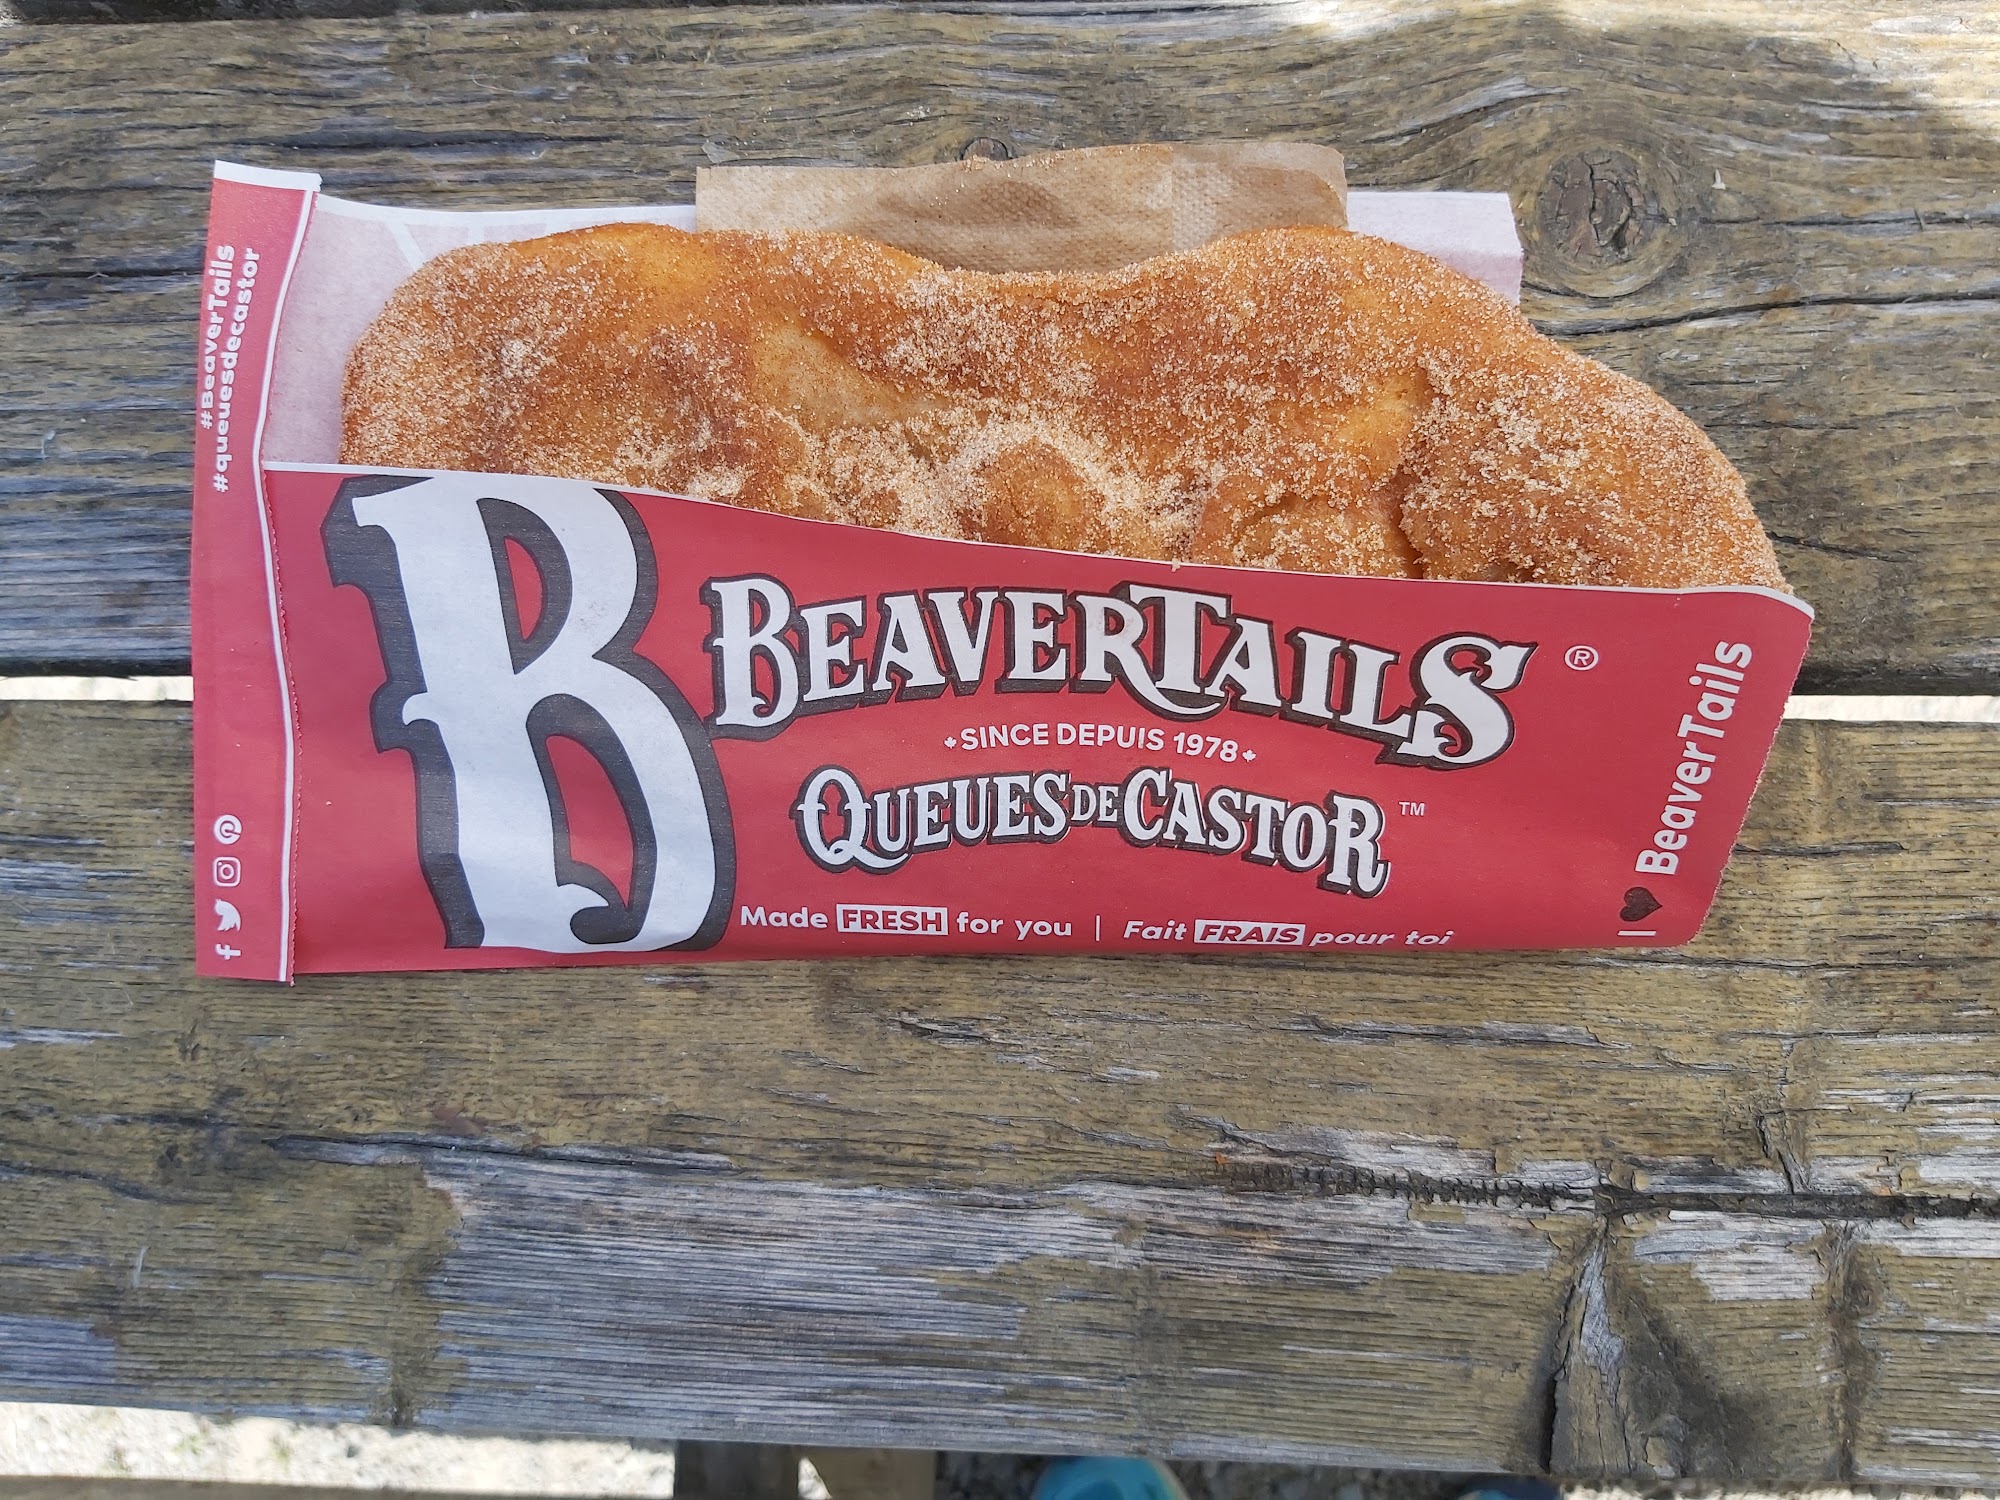 #BeaverTails
#queuesdecastor
B
BEAVERTAILS ®
SINCE DEPUIS 1978
QUEUES DE CASTOR ™
Made FRESH for you | Fait FRAIS pour toi
I ♥ BeaverTails